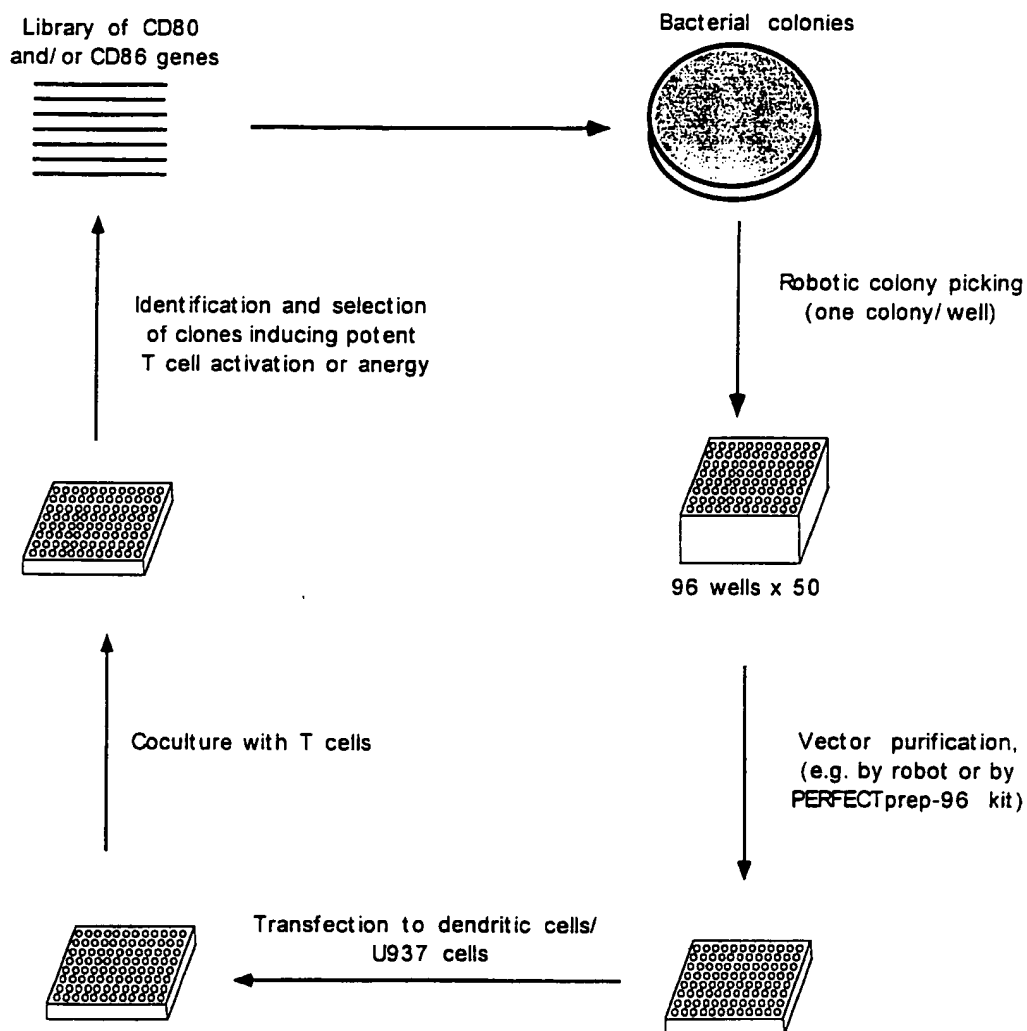 Library of CD80
and/or CD86 genes
Bacterial colonies
Robotic colony picking
(one colony/well)
96 wells x 50
Vector purification,
(e.g. by robot or by
PERFECTprep-96 kit)
Transfection to dendritic cells/
U937 cells
Coculture with T cells
Identification and selection
of clones inducing potent
T cell activation or anergy